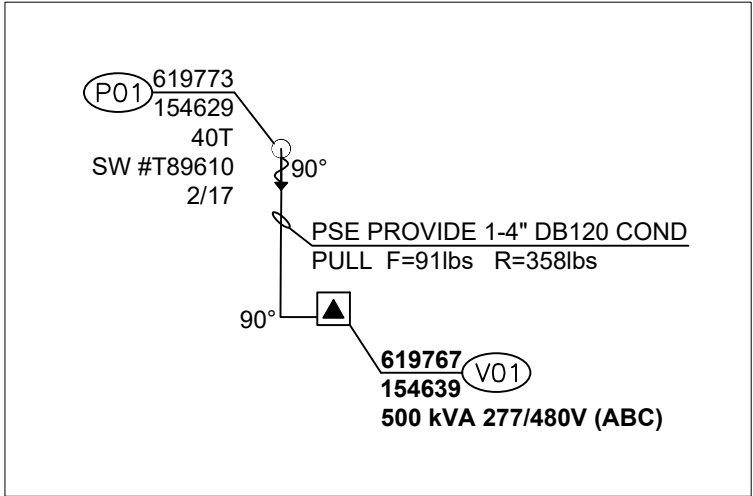 P01
619773
154629
40T
SW #T89610
2/17
90°
PSE PROVIDE 1-4" DB120 COND
PULL F=91lbs R=358lbs
90°
619767
V01
154639
500 kVA 277/480V (ABC)